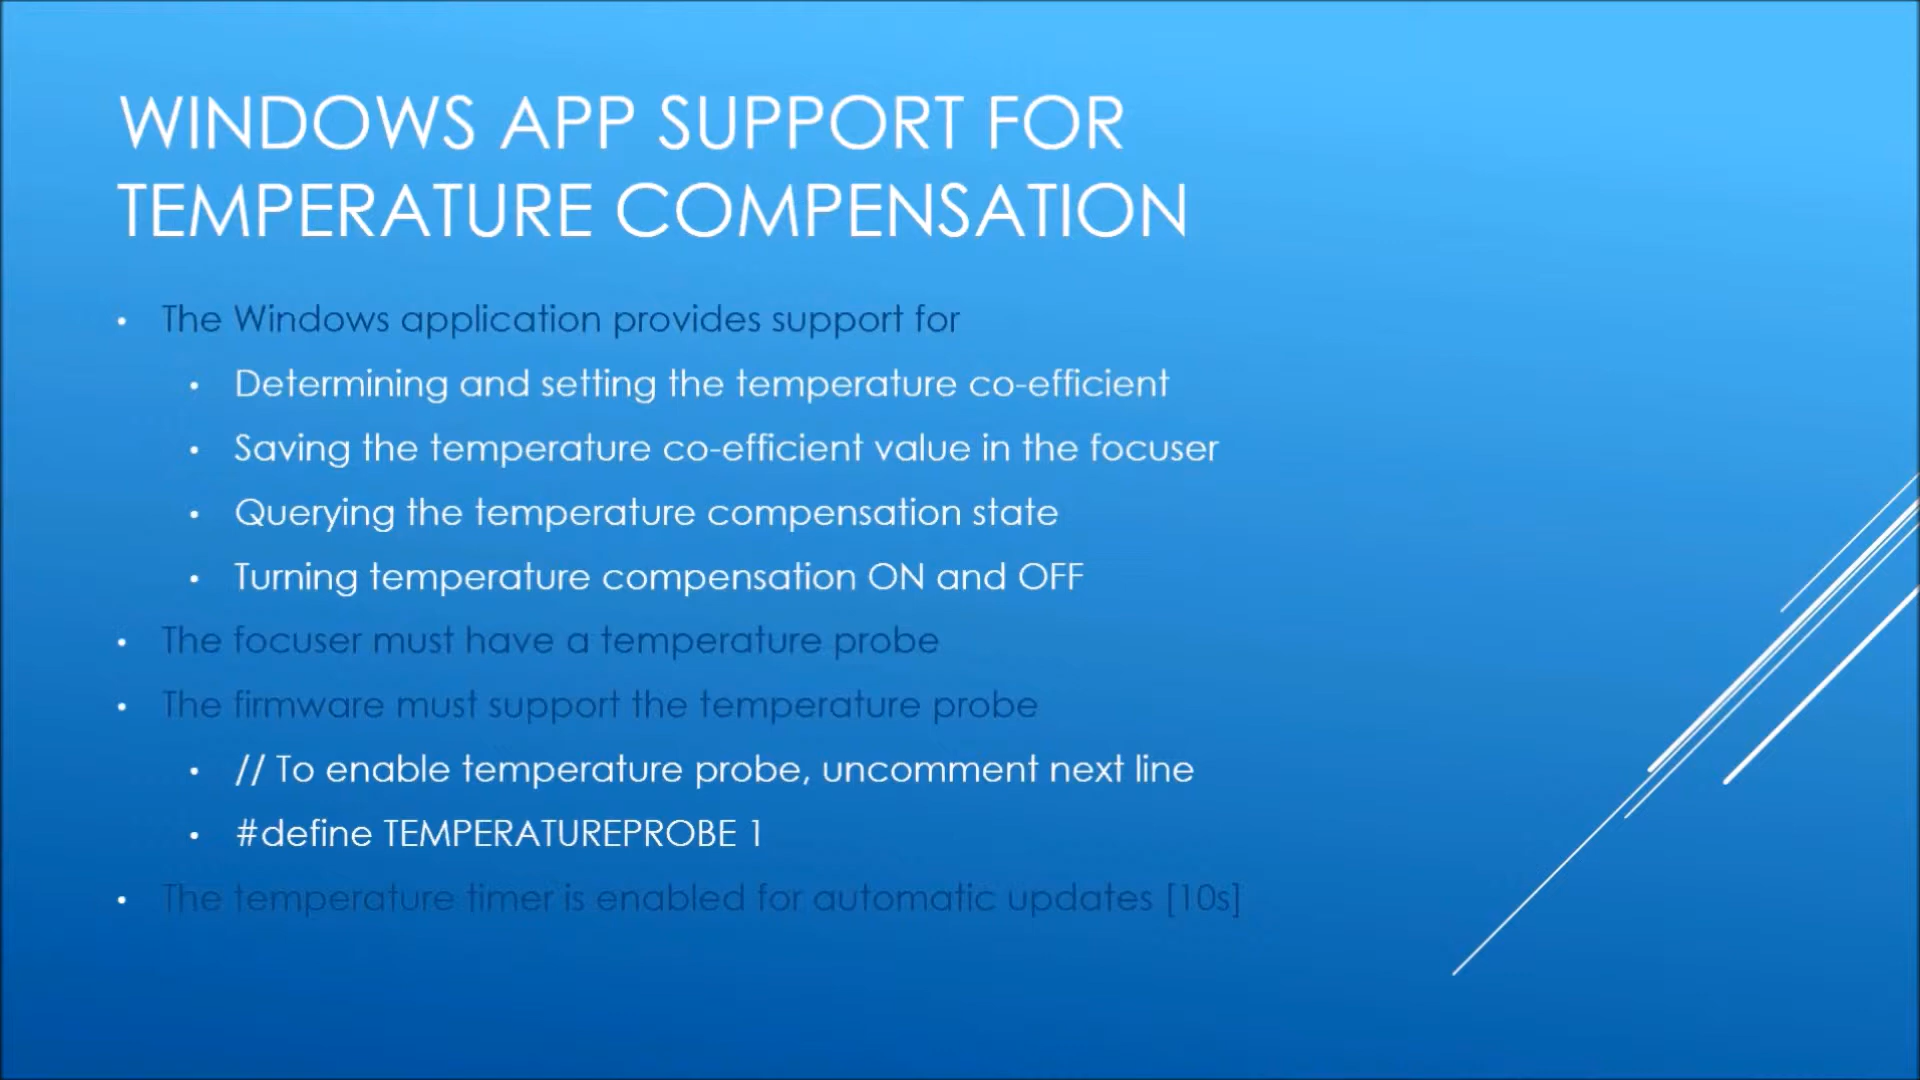 WINDOWS APP SUPPORT FOR
TEMPERATURE COMPENSATION
• The Windows application provides support for
• Determining and setting the temperature co-efficient
• Saving the temperature co-efficient value in the focuser
• Querying the temperature compensation state
• Turning temperature compensation ON and OFF
• The focuser must have a temperature probe
• The firmware must support the temperature probe
• // To enable temperature probe, uncomment next line
• #define TEMPERATUREPROBE 1
• The temperature timer is enabled for automatic updates [10s]